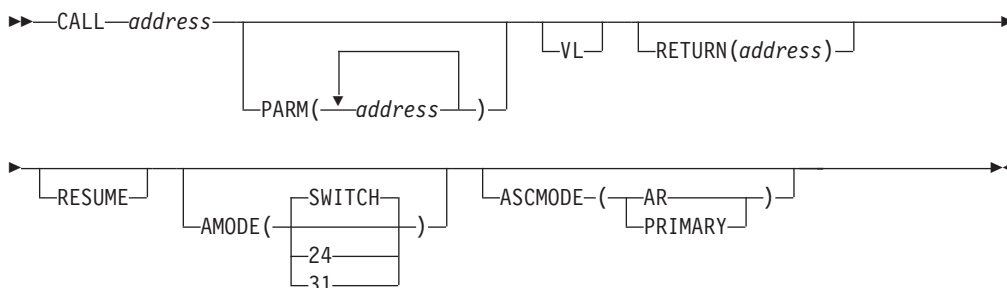 CALL address
VL
RETURN(address)
PARM( address )
RESUME
SWITCH
ASCMODE ( AR )
AMODE( )
PRIMARY
24
31